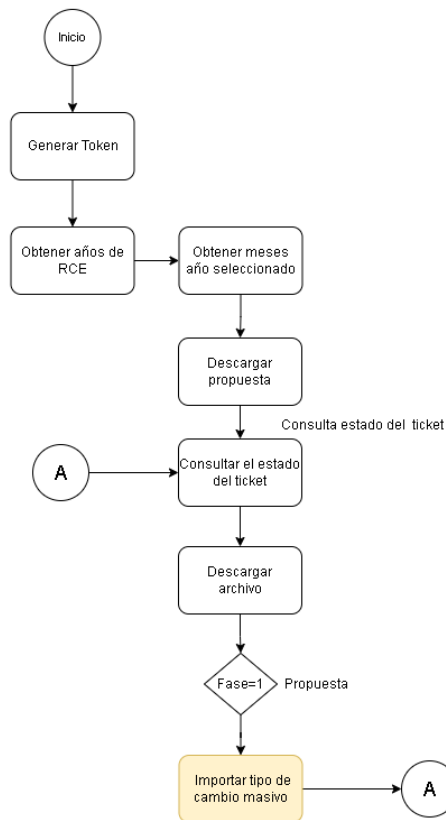 Inicio
Generar Token
Obtener años de
RCE
Obtener meses
año seleccionado
Descargar
propuesta
Consulta estado del ticket
A
Consultar el estado
del ticket
Descargar
archivo
Fase=1
Propuesta
Importar tipo de
cambio masivo
A